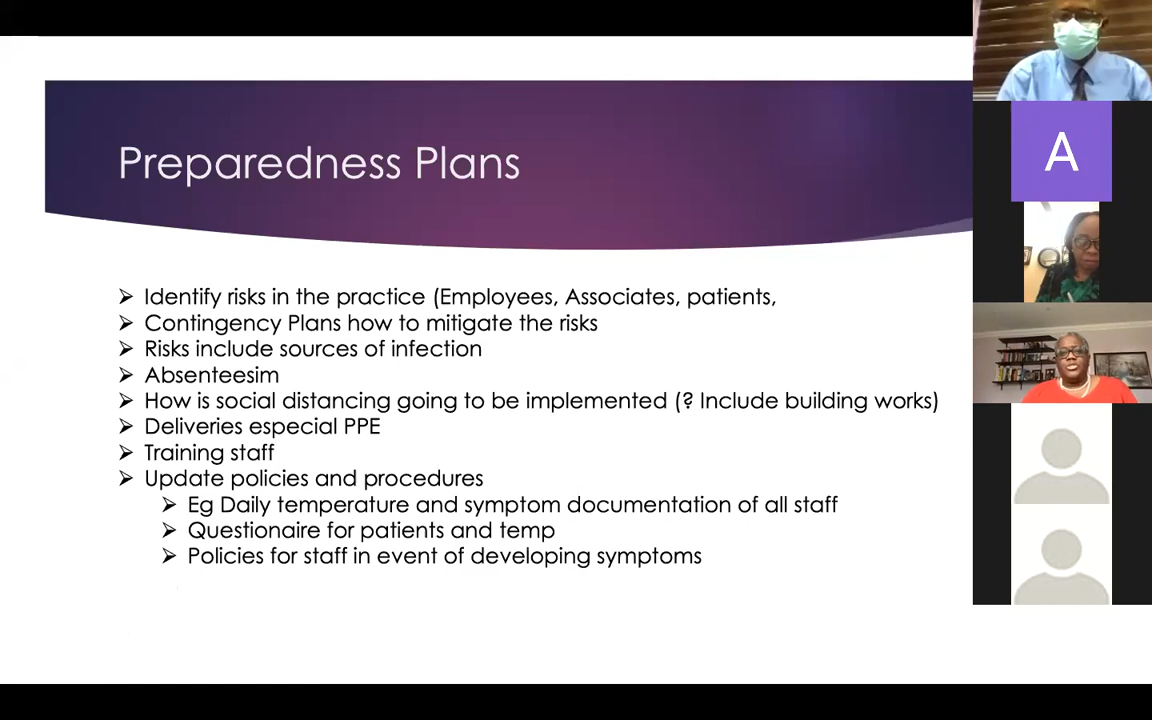 Preparedness Plans
Identify risks in the practice (Employees, Associates, patients,
Contingency Plans how to mitigate the risks
Risks include sources of infection
Absenteesim
How is social distancing going to be implemented (? Include building works)
Deliveries especial PPE
Training staff
Update policies and procedures
Eg Daily temperature and symptom documentation of all staff
Questionaire for patients and temp
Policies for staff in event of developing symptoms
A